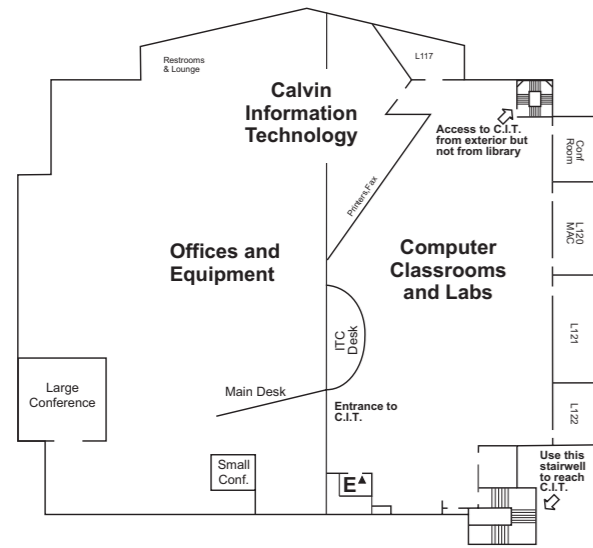 Restrooms
& Lounge
L117
Calvin
Information
Technology
Access to C.I.T.
from exterior but
not from library
Conf
Room
Printers,Fax
L120
MAC
Offices and
Equipment
Computer
Classrooms
and Labs
ITC
Desk
L121
Large
Conference
Main Desk
Entrance to
C.I.T.
L122
Small
Conf.
E
Use this
stairwell
to reach
C.I.T.